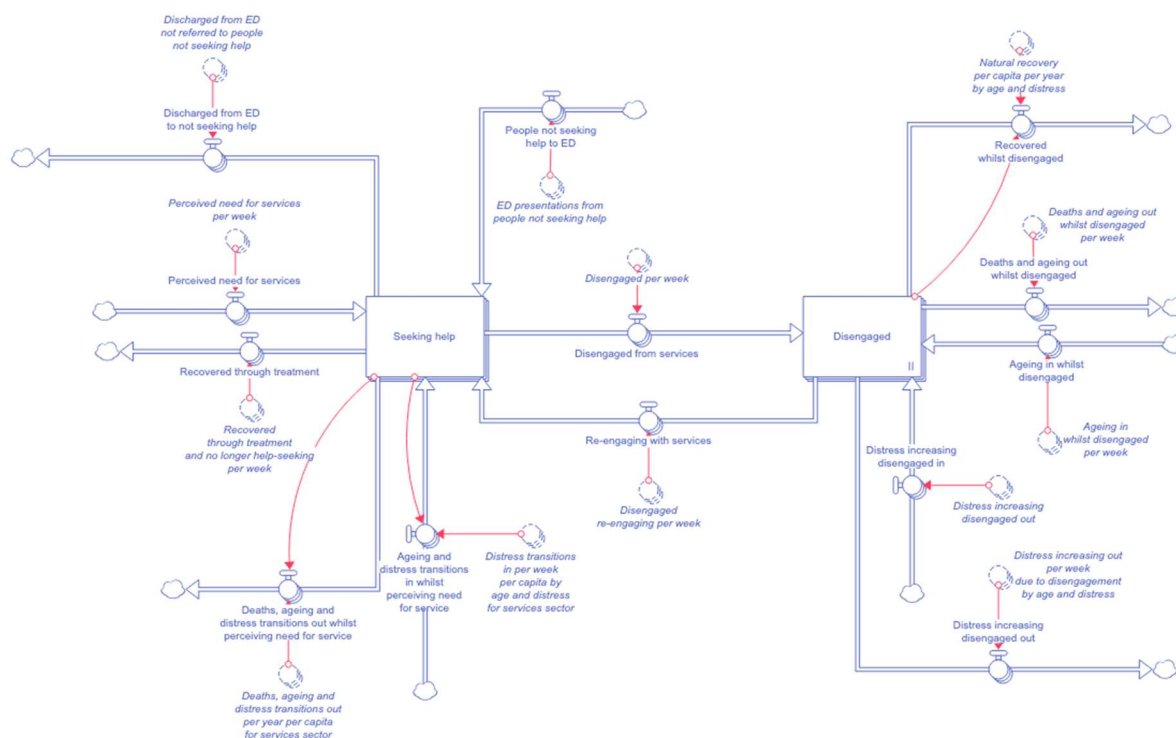 Discharged from ED
not referred to people
not seeking help
Discharged from ED
to not seeking help
Perceived need for services
per week
Perceived need for services
Recovered through treatment
Recovered
through treatment
and no longer help-seeking
per week
Deaths, ageing and
distress transitions out whilst
perceiving need for service
Deaths, ageing and
distress transitions out
per year per capita
for services sector
Seeking help
Ageing and
distress transitions
in whilst
perceiving need
for service
Distress transitions
in per week
per capita by
age and distress
for services sector
People not seeking
help to ED
ED presentations from
people not seeking help
Disengaged per week
Disengaged from services
Re-engaging with services
Disengaged
re-engaging per week
Disengaged
Natural recovery
per capita per year
by age and distress
Recovered
whilst disengaged
Deaths and ageing out
whilst disengaged
per week
Deaths and ageing out
whilst disengaged
Ageing in whilst
disengaged
Ageing in
whilst disengaged
per week
Distress increasing
disengaged in
Distress increasing
disengaged out
Distress increasing out
per week
due to disengagement
by age and distress
Distress increasing
disengaged out